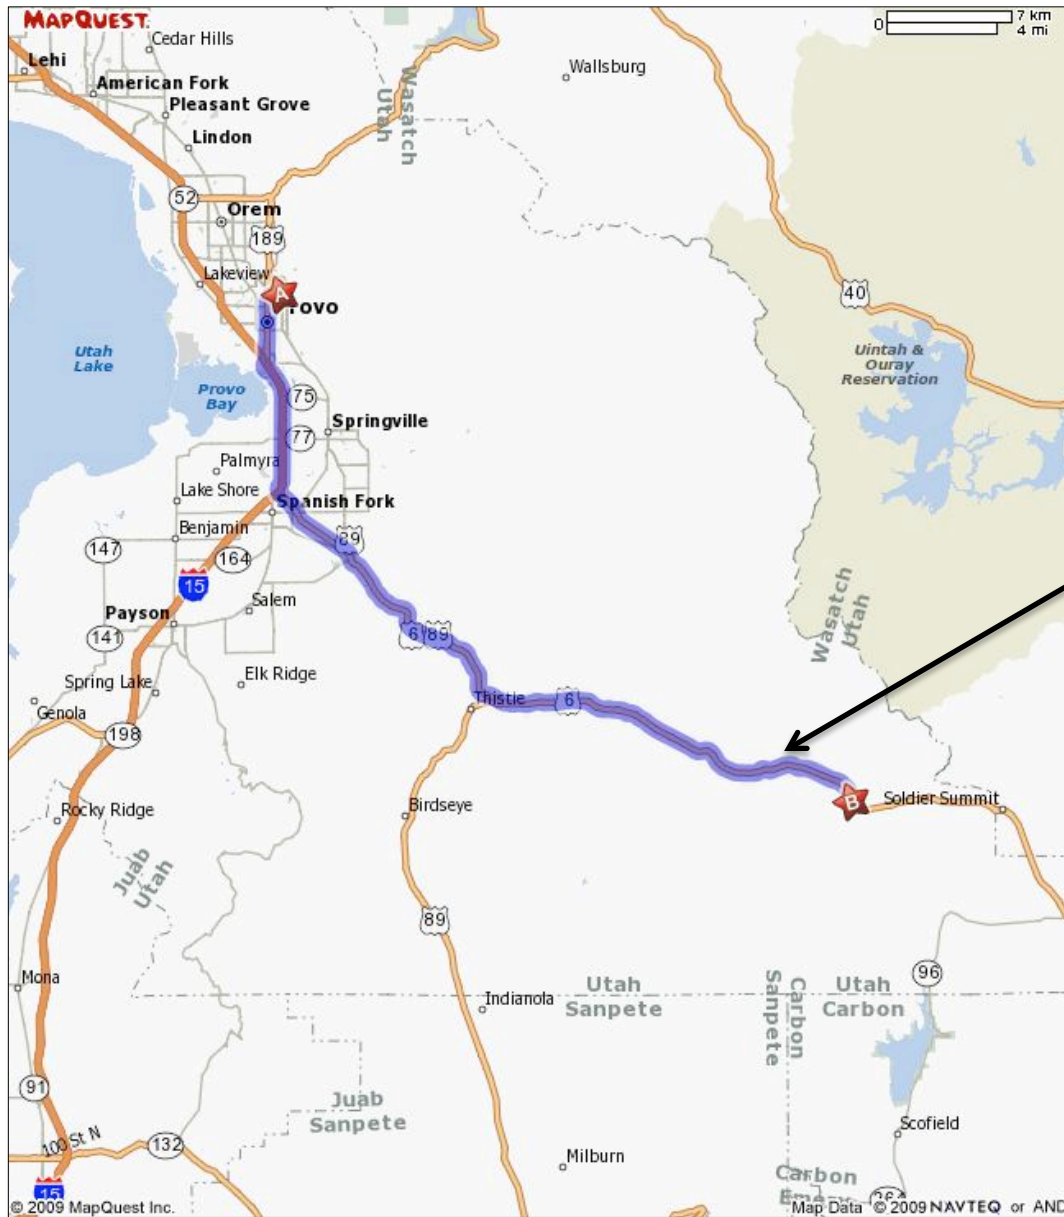 MAPQUEST.
0
7 km
4 mi
Cedar Hills
Lehi
American Fork
Pleasant Grove
Lindon
Wallsburg
Utah
Wasatch
52
Orem
189
Lakeview
A
ovo
40
Utah
Lake
Uintah &
Ouray
Reservation
Provo
Bay
75
Springville
77
Palmyra
Lake Shore
Spanish Fork
Benjamin
147
164
89
15
Salem
Payson
141
6
89
Wasatch
Utah
Elk Ridge
Spring Lake
Genola
Thistle
6
198
Birdseye
B
Soldier Summit
Rocky Ridge
Juab
Utah
89
Mona
96
Utah
Sanpete
Carbon
Sanpete
Utah
Carbon
Indianola
91
Juab
Sanpete
Scofield
100 St N
132
Milburn
Carbon
15
© 2009 MapQuest Inc.
Map Data © 2009 NAVTEQ or AND